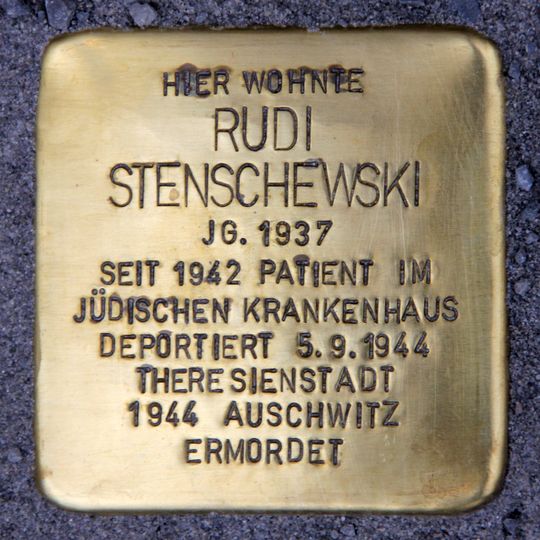 HIER WOHNTE
RUDI
STENSCHEWSKI
JG. 1937
SEIT 1942 PATIENT IM
JÜDISCHEN KRANKENHAUS
DEPORTIERT 5.9.1944
THERESIENSTADT
1944 AUSCHWITZ
ERMORDET